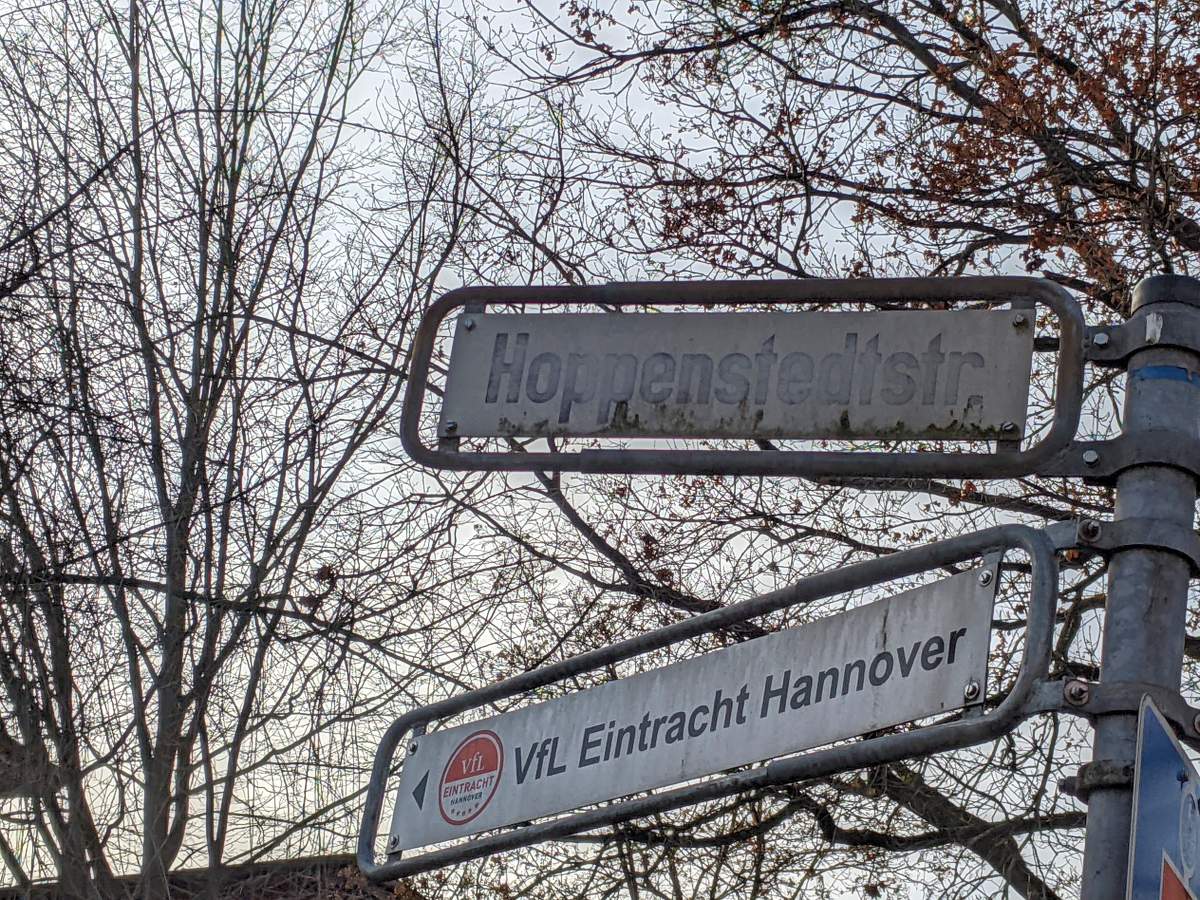 Hoppenstedtstr.
VfL Eintracht Hannover
VfL
EINTRACHT
HANNOVER